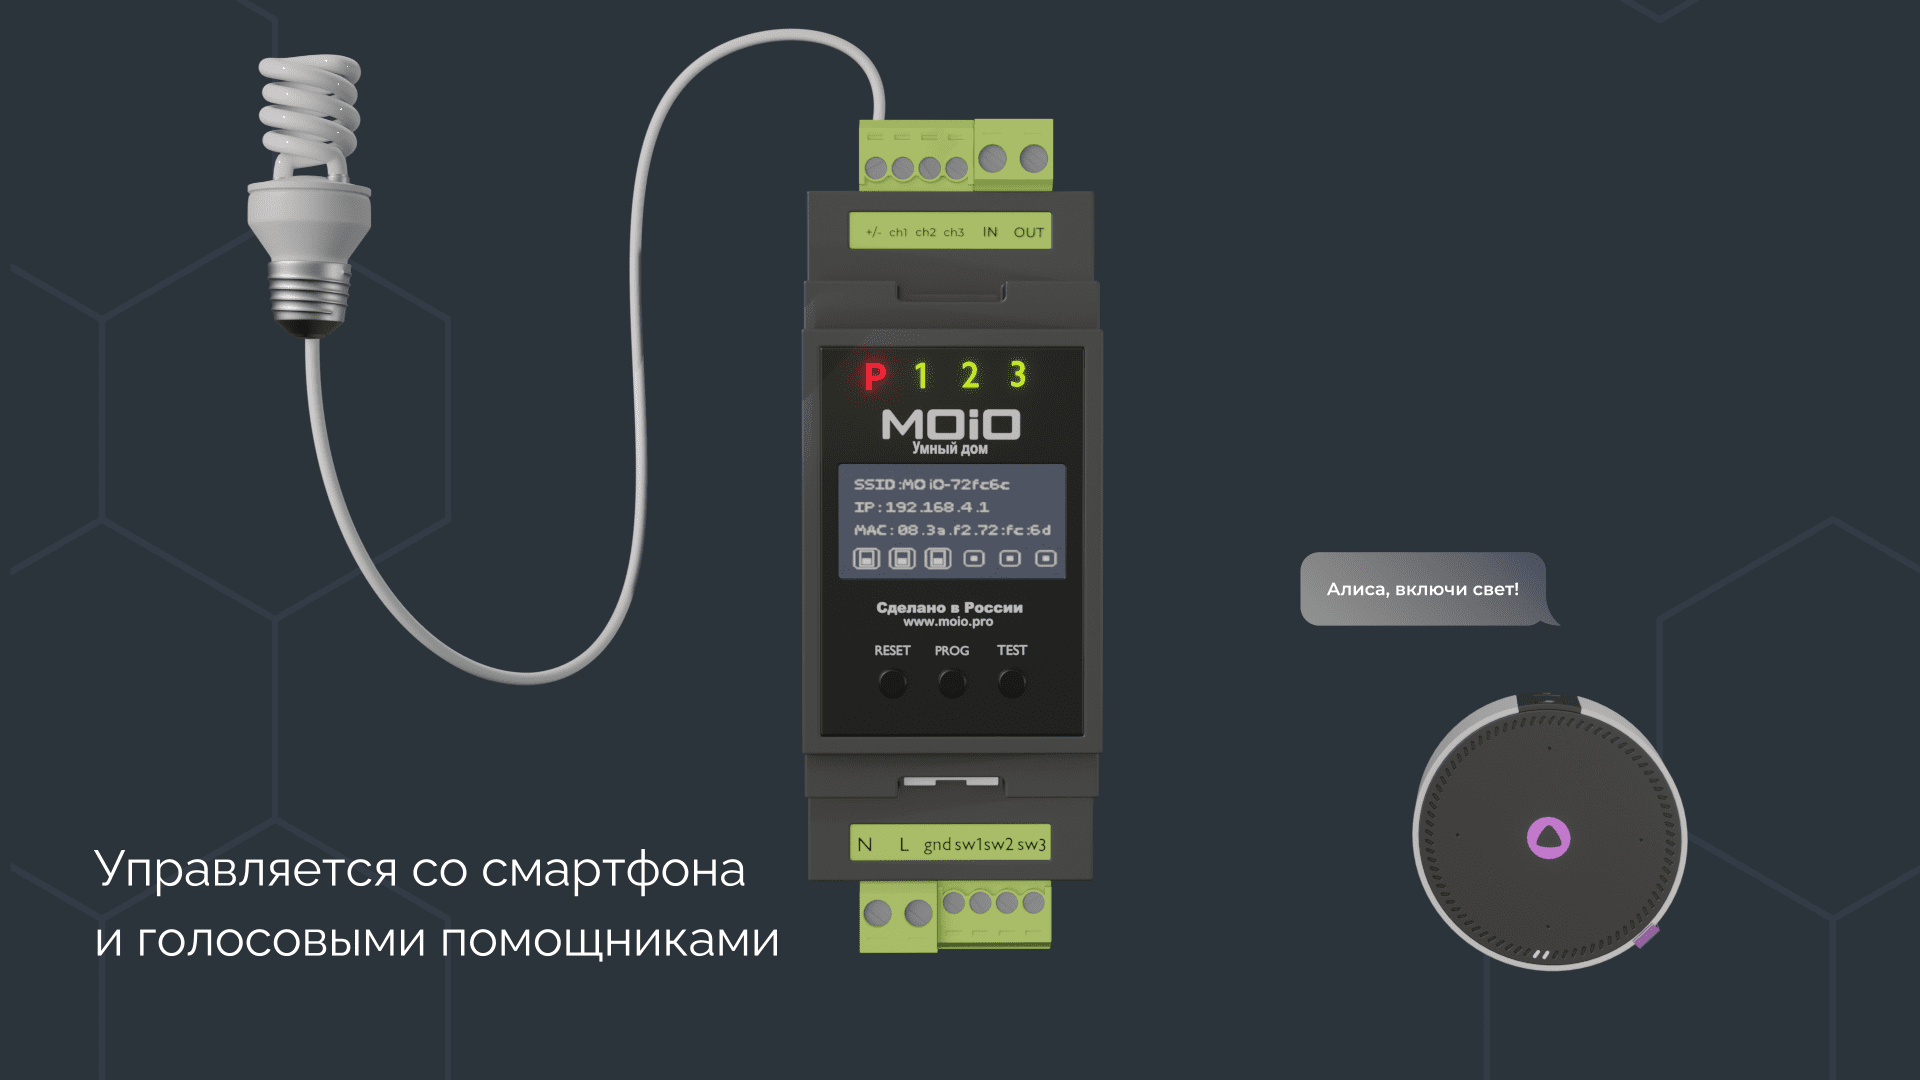 +/- ch1 ch2 ch3 IN OUT
P 1 2 3
MOiO
Умный дом
SSID:MOiO-72fc6c
IP:192.168.4.1
MAC:08.3a.f2.72:fc:6d
Сделано в России
www.moio.pro
RESET PROG TEST
Алиса, включи свет!
N L gnd sw1 sw2 sw3
Управляется со смартфона
и голосовыми помощниками